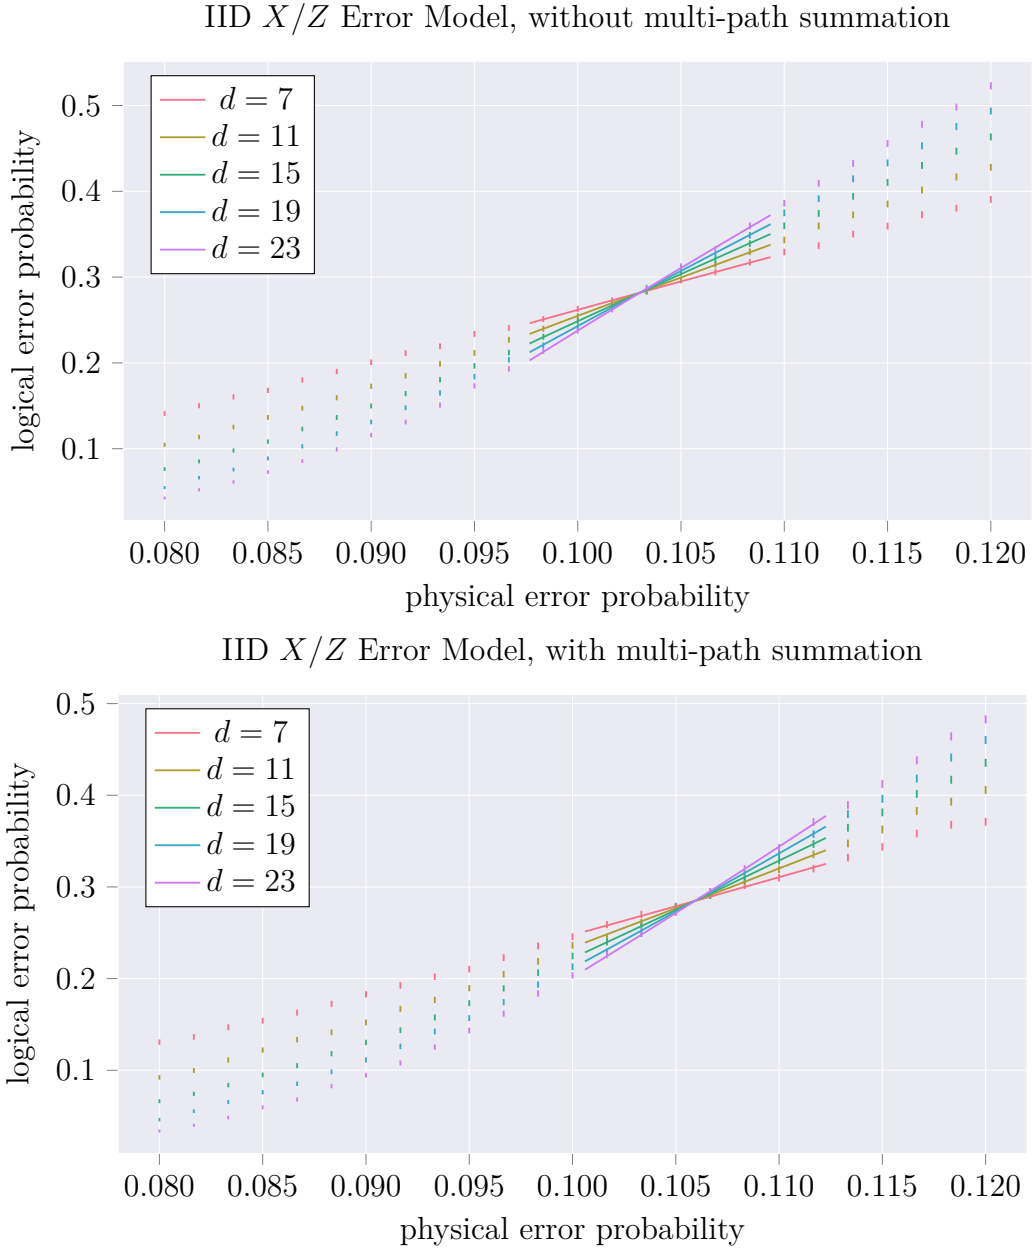 IID X/Z Error Model, without multi-path summation
d = 7
d = 11
d = 15
d = 19
d = 23
logical error probability
0.5
0.4
0.3
0.2
0.1
0.080 0.085 0.090 0.095 0.100 0.105 0.110 0.115 0.120
physical error probability
IID X/Z Error Model, with multi-path summation
d = 7
d = 11
d = 15
d = 19
d = 23
logical error probability
0.5
0.4
0.3
0.2
0.1
0.080 0.085 0.090 0.095 0.100 0.105 0.110 0.115 0.120
physical error probability